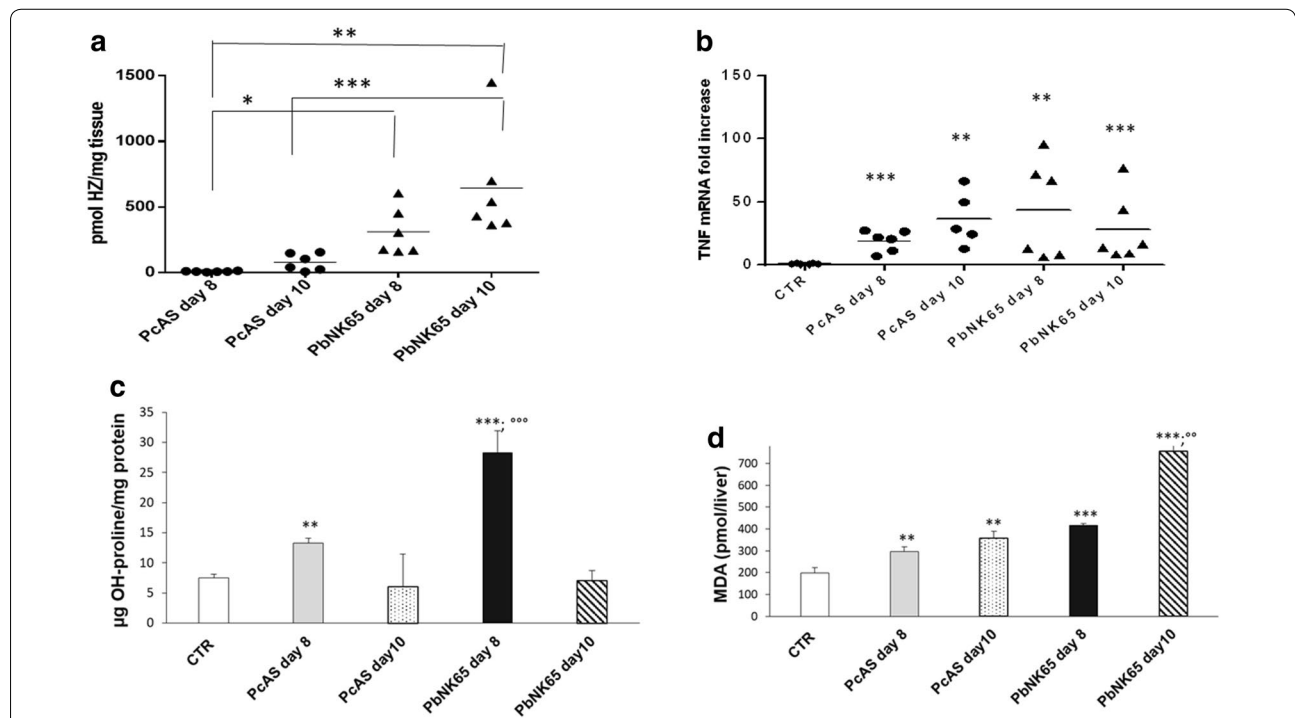 a
**
1500
***
*
1000
pmol HZ/mg tissue
500
0
PcAS day 8
PcAS day 10
PbNK65 day 8
PbNK65 day 10
b
150
**
***
100
**
***
TNF mRNA fold increase
50
0
CTR
PcAS day 8
PcAS day 10
PbNK65 day 8
PbNK65 day 10
c
35
***; °°°
30
25
20
15
**
10
5
0
µg OH-proline/mg protein
CTR
PcAS day 8
PcAS day10
PbNK65 day 8
PbNK65 day10
d
***;°°
700
600
500
***
400
**
**
300
200
100
0
MDA (pmol/liver)
CTR
PcAS day 8
PcAS day10
PbNK65 day 8
PbNK65 day10